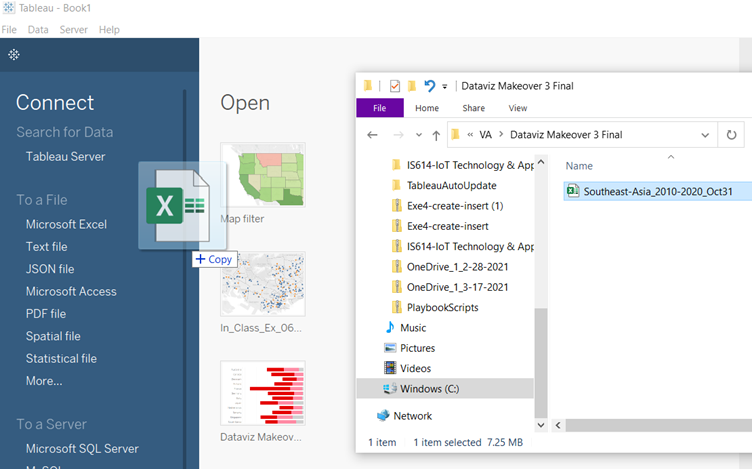 Tableau - Book1
File Data Server Help
Connect
Search for Data
Tableau Server
To a File
Microsoft Excel
Text file
JSON file
Microsoft Access
PDF file
Spatial file
Statistical file
More...
To a Server
Microsoft SQL Server
Open
Map filter
In_Class_Ex_06...
Dataviz Makeov...
X
+ Copy
Dataviz Makeover 3 Final
File Home Share View
« VA > Dataviz Makeover 3 Final
IS614-IoT Technology & App
TableauAutoUpdate
Exe4-create-insert (1)
Exe4-create-insert
IS614-IoT Technology & App
OneDrive_1_2-28-2021
OneDrive_1_3-17-2021
PlaybookScripts
Music
Pictures
Videos
Windows (C:)
Network
Name
Southeast-Asia_2010-2020_Oct31
1 item 1 item selected 7.25 MB